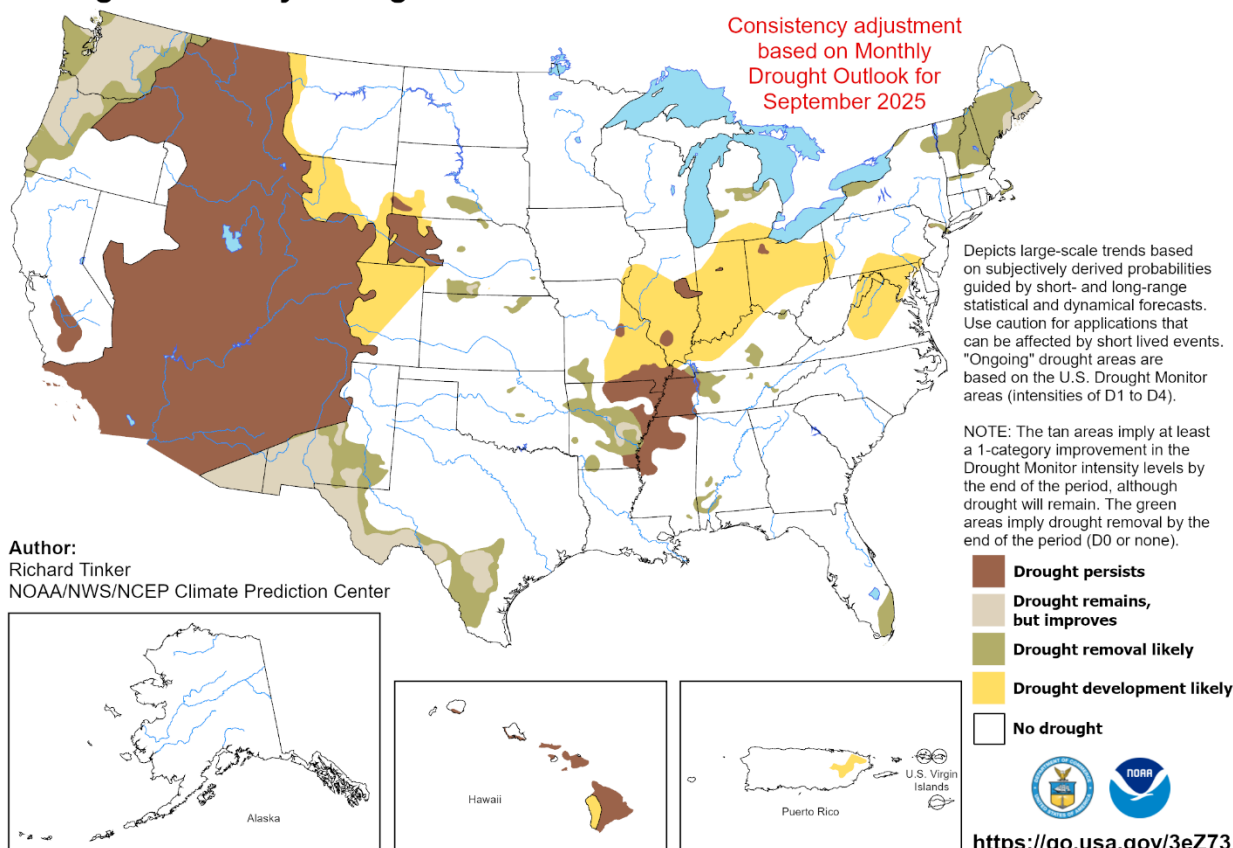 Consistency adjustment
based on Monthly
Drought Outlook for
September 2025
Depicts large-scale trends based
on subjectively derived probabilities
guided by short- and long-range
statistical and dynamical forecasts.
Use caution for applications that
can be affected by short lived events.
"Ongoing" drought areas are
based on the U.S. Drought Monitor
areas (intensities of D1 to D4).
NOTE: The tan areas imply at least
a 1-category improvement in the
Drought Monitor intensity levels by
the end of the period, although
drought will remain. The green
areas imply drought removal by the
end of the period (D0 or none).
Author:
Richard Tinker
NOAA/NWS/NCEP Climate Prediction Center
Drought persists
Drought remains,
but improves
Drought removal likely
Drought development likely
No drought
Alaska
Hawaii
Puerto Rico
U.S. Virgin
Islands
NOAA
https://go.usa.gov/3eZ73